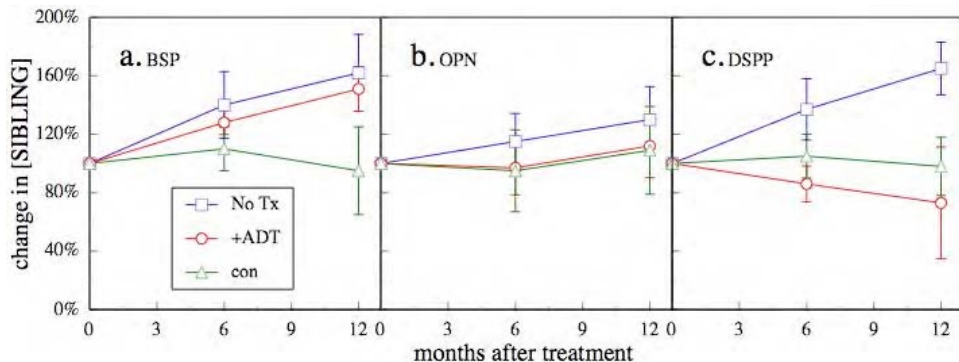 change in [SIBLING]
200%
160%
120%
80%
40%
0%
a. BSP
b. OPN
c. DSPP
No Tx
+ADT
con
0 3 6 9 12
0 3 6 9 12
0 3 6 9 12
months after treatment